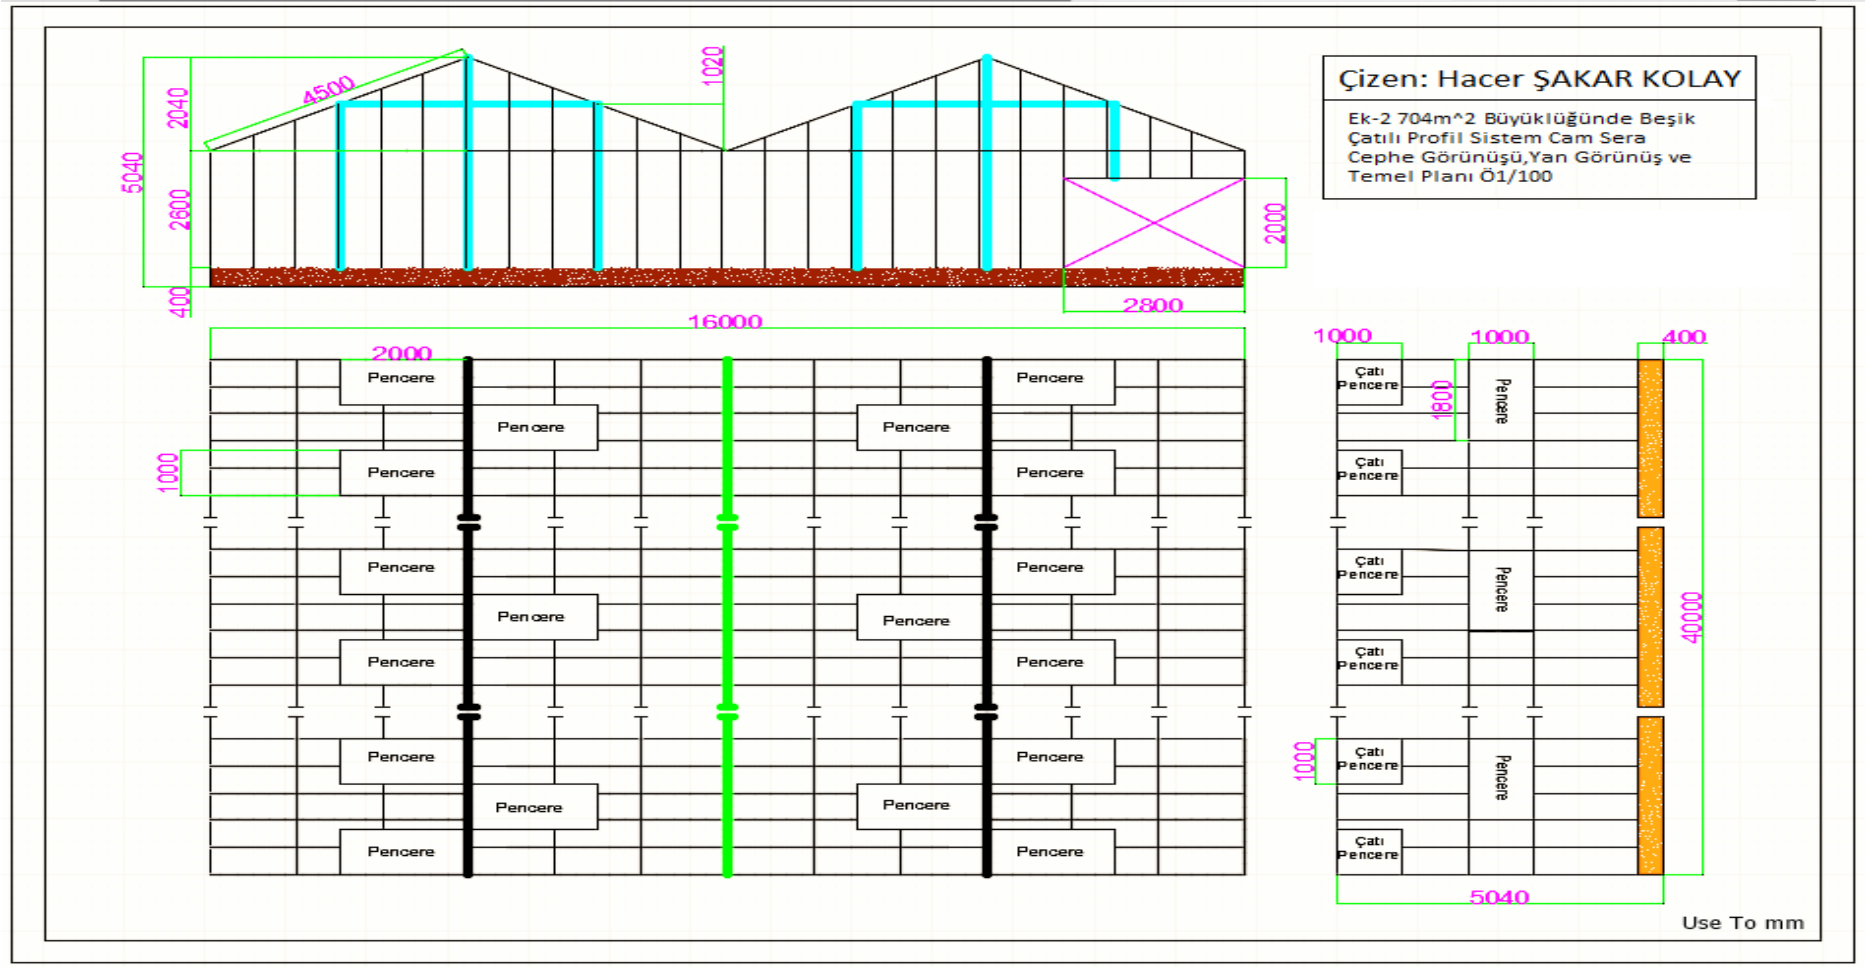 1020
4500
2040
5040
2600
400
2000
2800
16000
Çizen: Hacer ŞAKAR KOLAY
Ek-2 704m^2 Büyüklüğünde Beşik
Çatılı Profil Sistem Cam Sera
Cephe Görünüşü,Yan Görünüş ve
Temel Planı Ö1/100
2000
Pencere
Pencere
Pencere
Pencere
1000
Pencere
Pencere
Pencere
Pencere
Pencere
Pencere
Pencere
Pencere
Pencere
Pencere
Pencere
Pencere
Pencere
Pencere
1000
1000
400
Çatı
Pencere
1800
Pencere
Çatı
Pencere
Çatı
Pencere
Pencere
40000
Çatı
Pencere
1000
Çatı
Pencere
Pencere
Çatı
Pencere
5040
Use To mm